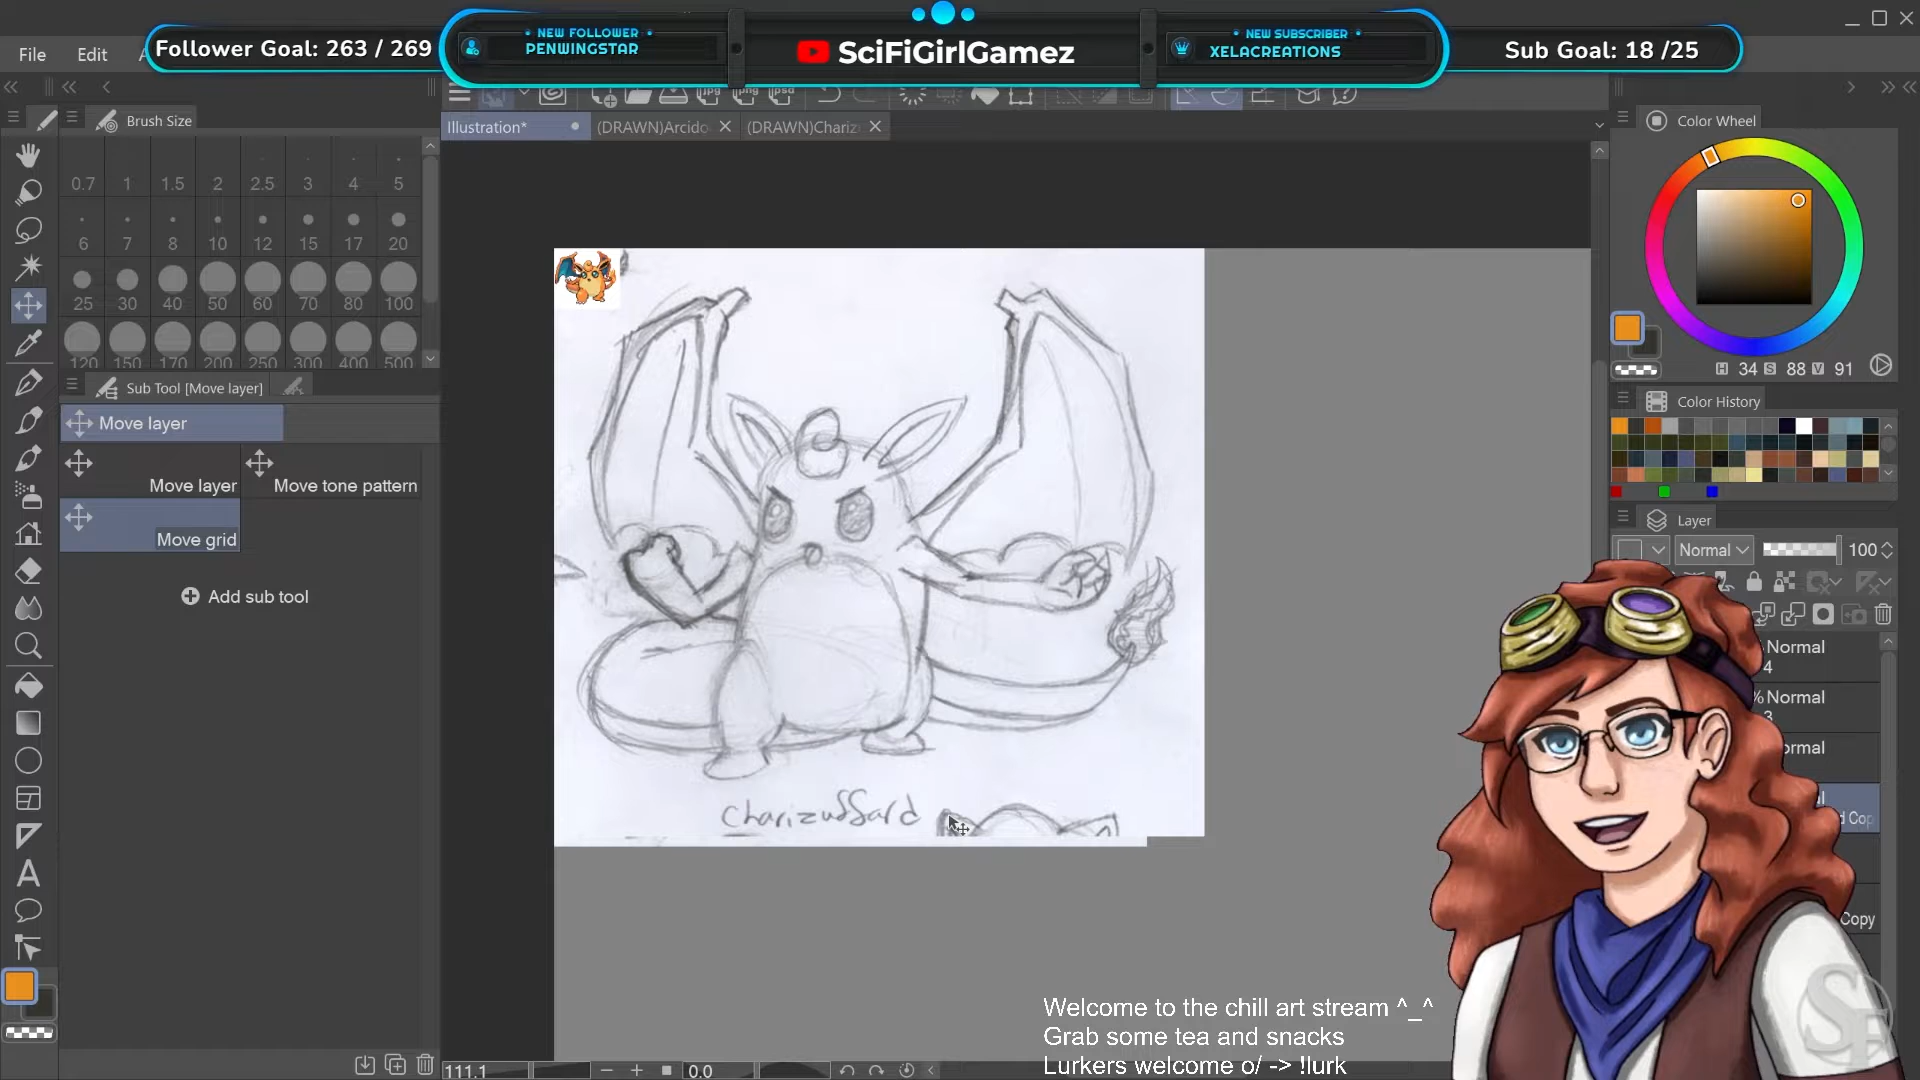 Follower Goal: 263 / 269
NEW FOLLOWER
PENWINGSTAR
SciFiGirlGamez
NEW SUBSCRIBER
XELACREATIONS
Sub Goal: 18 /25
File
Edit
Illustration*
(DRAWN)Arcido
(DRAWN)Chariz
Brush Size
0.7 1 1.5 2 2.5 3 4 5
6 7 8 10 12 15 17 20
25 30 40 50 60 70 80 100
120 150 170 200 250 300 400 500
Sub Tool [Move layer]
Move layer
Move layer
Move tone pattern
Move grid
Add sub tool
Color Wheel
H 34 S 88 V 91
Color History
Layer
Normal
100
Normal
4
% Normal
3
ormal
d Cop
Copy
charizuffard
Welcome to the chill art stream ^_^
Grab some tea and snacks
Lurkers welcome o/ -> !lurk
SF
111.1
0.0